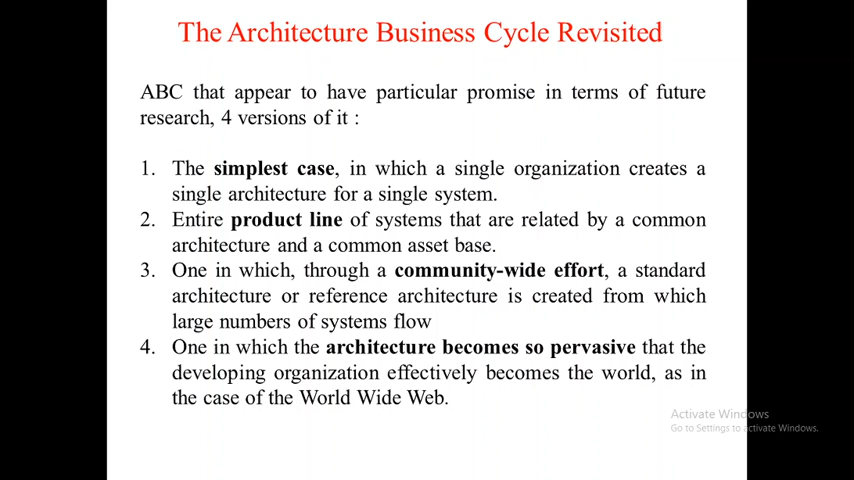 The Architecture Business Cycle Revisited
ABC that appear to have particular promise in terms of future
research, 4 versions of it :
1. The simplest case, in which a single organization creates a
single architecture for a single system.
2. Entire product line of systems that are related by a common
architecture and a common asset base.
3. One in which, through a community-wide effort, a standard
architecture or reference architecture is created from which
large numbers of systems flow
4. One in which the architecture becomes so pervasive that the
developing organization effectively becomes the world, as in
the case of the World Wide Web.
Activate Windows
Go to Settings to activate Windows.